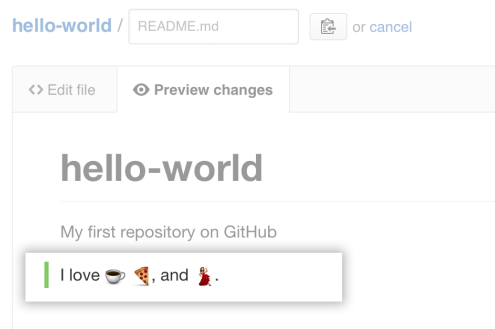 hello-world / README.md or cancel
<> Edit file Preview changes
hello-world
My first repository on GitHub
I love ☕ 🍕, and 💃.